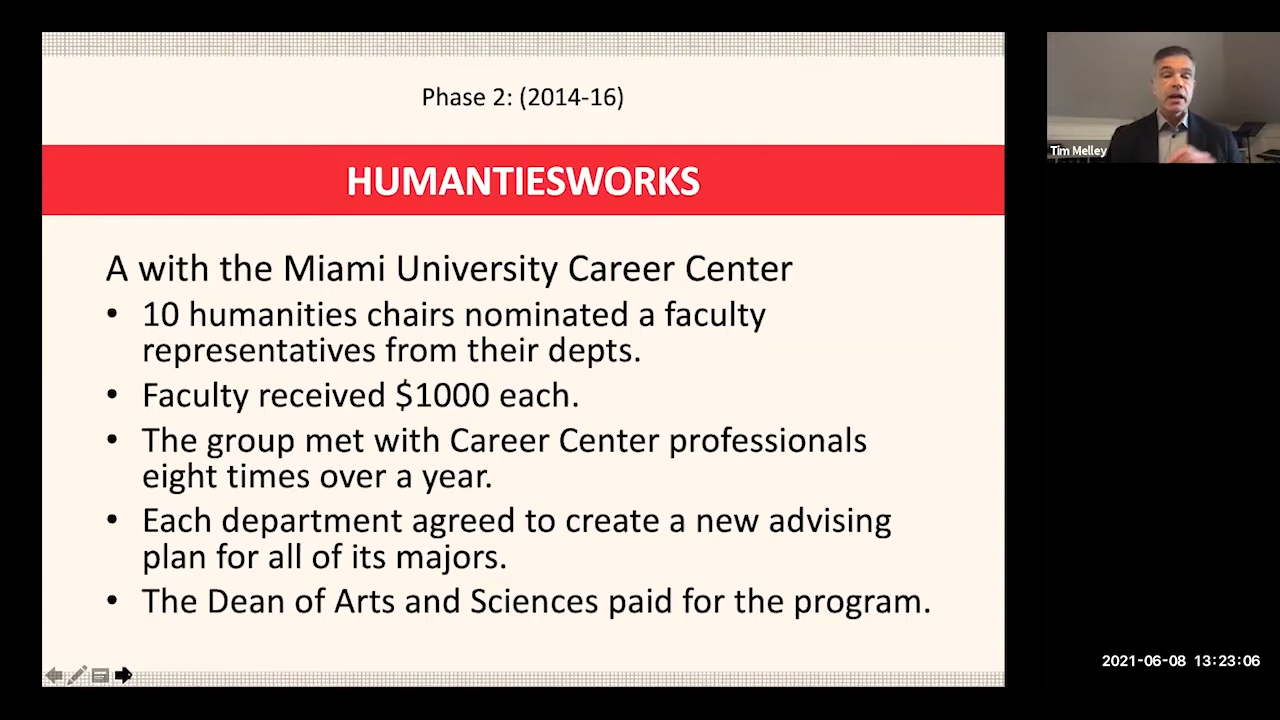 Phase 2: (2014-16)
HUMANTIESWORKS
A with the Miami University Career Center
• 10 humanities chairs nominated a faculty
representatives from their depts.
• Faculty received $1000 each.
• The group met with Career Center professionals
eight times over a year.
• Each department agreed to create a new advising
plan for all of its majors.
• The Dean of Arts and Sciences paid for the program.
Tim Melley
2021-06-08 13:23:06